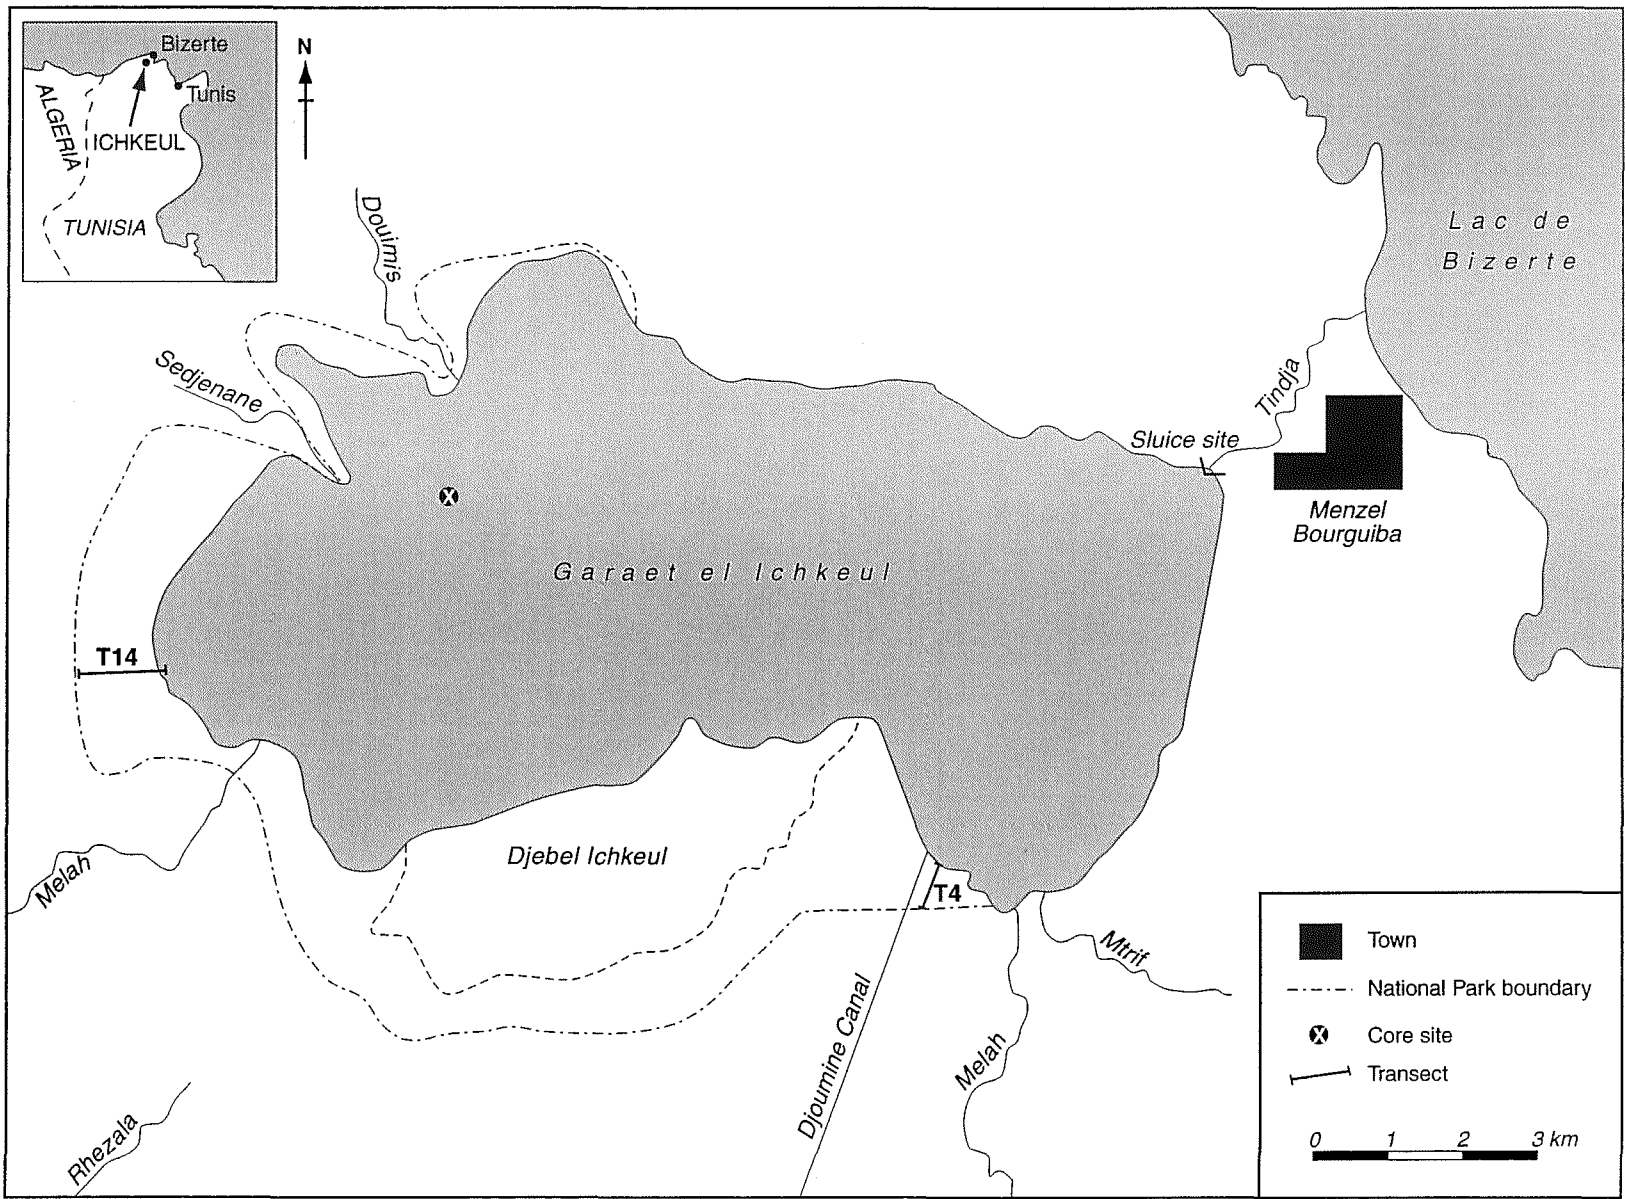 Bizerte
Tunis
ALGERIA
ICHKEUL
TUNISIA
N
Douimis
Sedjenane
Lac de
Bizerte
Tindja
Sluice site
Menzel
Bourguiba
Garaet el Ichkeul
T14
Djebel Ichkeul
Melah
T4
Mtrif
Djoumine Canal
Melah
Rhezala
Town
National Park boundary
X Core site
Transect
0 1 2 3 km
X